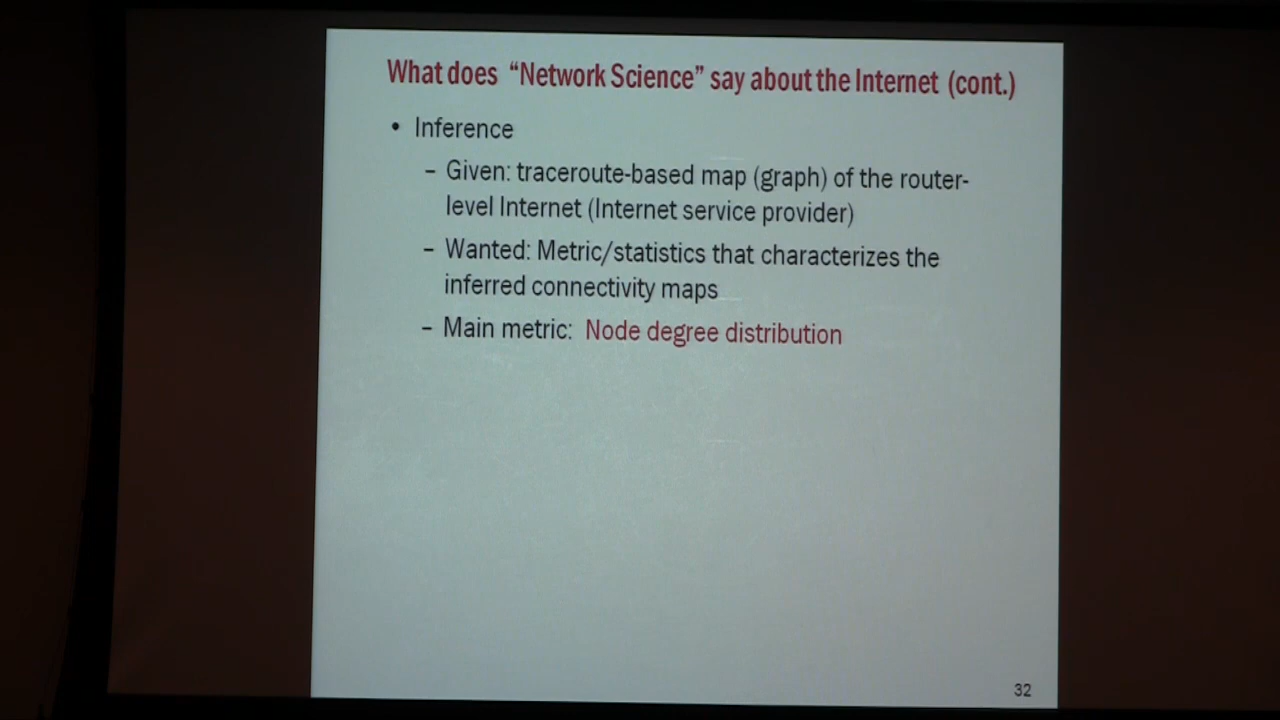 What does “Network Science” say about the Internet (cont.)
• Inference
– Given: traceroute-based map (graph) of the router-
level Internet (Internet service provider)
– Wanted: Metric/statistics that characterizes the
inferred connectivity maps
– Main metric: Node degree distribution
32